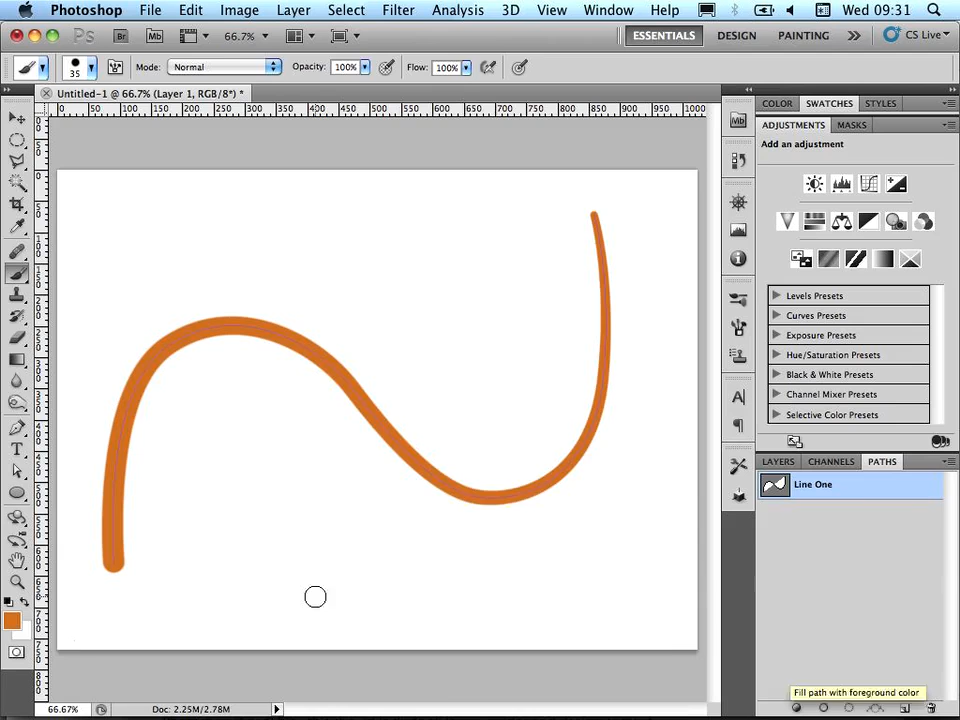 Photoshop File Edit Image Layer Select Filter Analysis 3D View Window Help Wed 09:31
Ps Br Mb 66.7% ESSENTIALS DESIGN PAINTING CS Live
35 Mode: Normal Opacity: 100% Flow: 100%
Untitled-1 @ 66.7% (Layer 1, RGB/8*) *
0 50 100 150 200 250 300 350 400 450 500 550 600 650 700 750 800 850 900 950 1000
COLOR SWATCHES STYLES
Mb
ADJUSTMENTS MASKS
Add an adjustment
Levels Presets
Curves Presets
Exposure Presets
Hue/Saturation Presets
Black & White Presets
Channel Mixer Presets
Selective Color Presets
A
T
LAYERS CHANNELS PATHS
Line One
Fill path with foreground color
66.67% Doc: 2.25M/2.78M